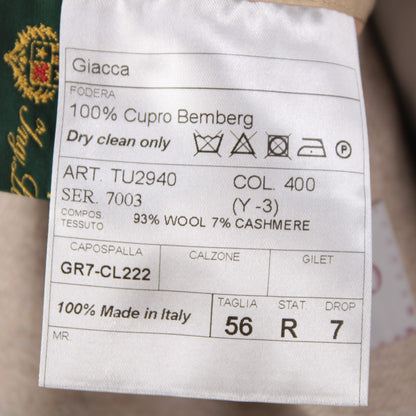 Giacca
FODERA
100% Cupro Bemberg
Dry clean only P
ART. TU2940 COL. 400
SER. 7003 (Y -3)
COMPOS. TESSUTO 93% WOOL 7% CASHMERE
CAPOSPALLA CALZONE GILET
GR7-CL222
100% Made in Italy
TAGLIA STAT. DROP
56 R 7
MR.
Ing.